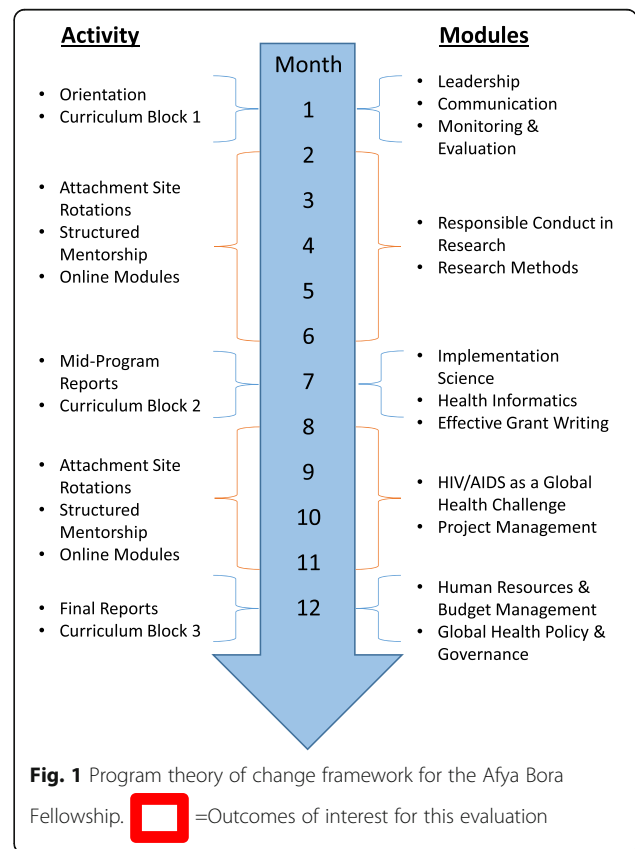 Activity
Modules
Month
• Orientation
• Curriculum Block 1
1
• Leadership
• Communication
• Monitoring &
Evaluation
2
3
4
5
6
• Attachment Site
Rotations
• Structured
Mentorship
• Online Modules
• Responsible Conduct in
Research
• Research Methods
• Mid-Program
Reports
• Curriculum Block 2
7
• Implementation
Science
• Health Informatics
• Effective Grant Writing
8
9
10
11
• Attachment Site
Rotations
• Structured
Mentorship
• Online Modules
• HIV/AIDS as a Global
Health Challenge
• Project Management
• Final Reports
• Curriculum Block 3
12
• Human Resources &
Budget Management
• Global Health Policy &
Governance
Fig. 1 Program theory of change framework for the Afya Bora
Fellowship. =Outcomes of interest for this evaluation